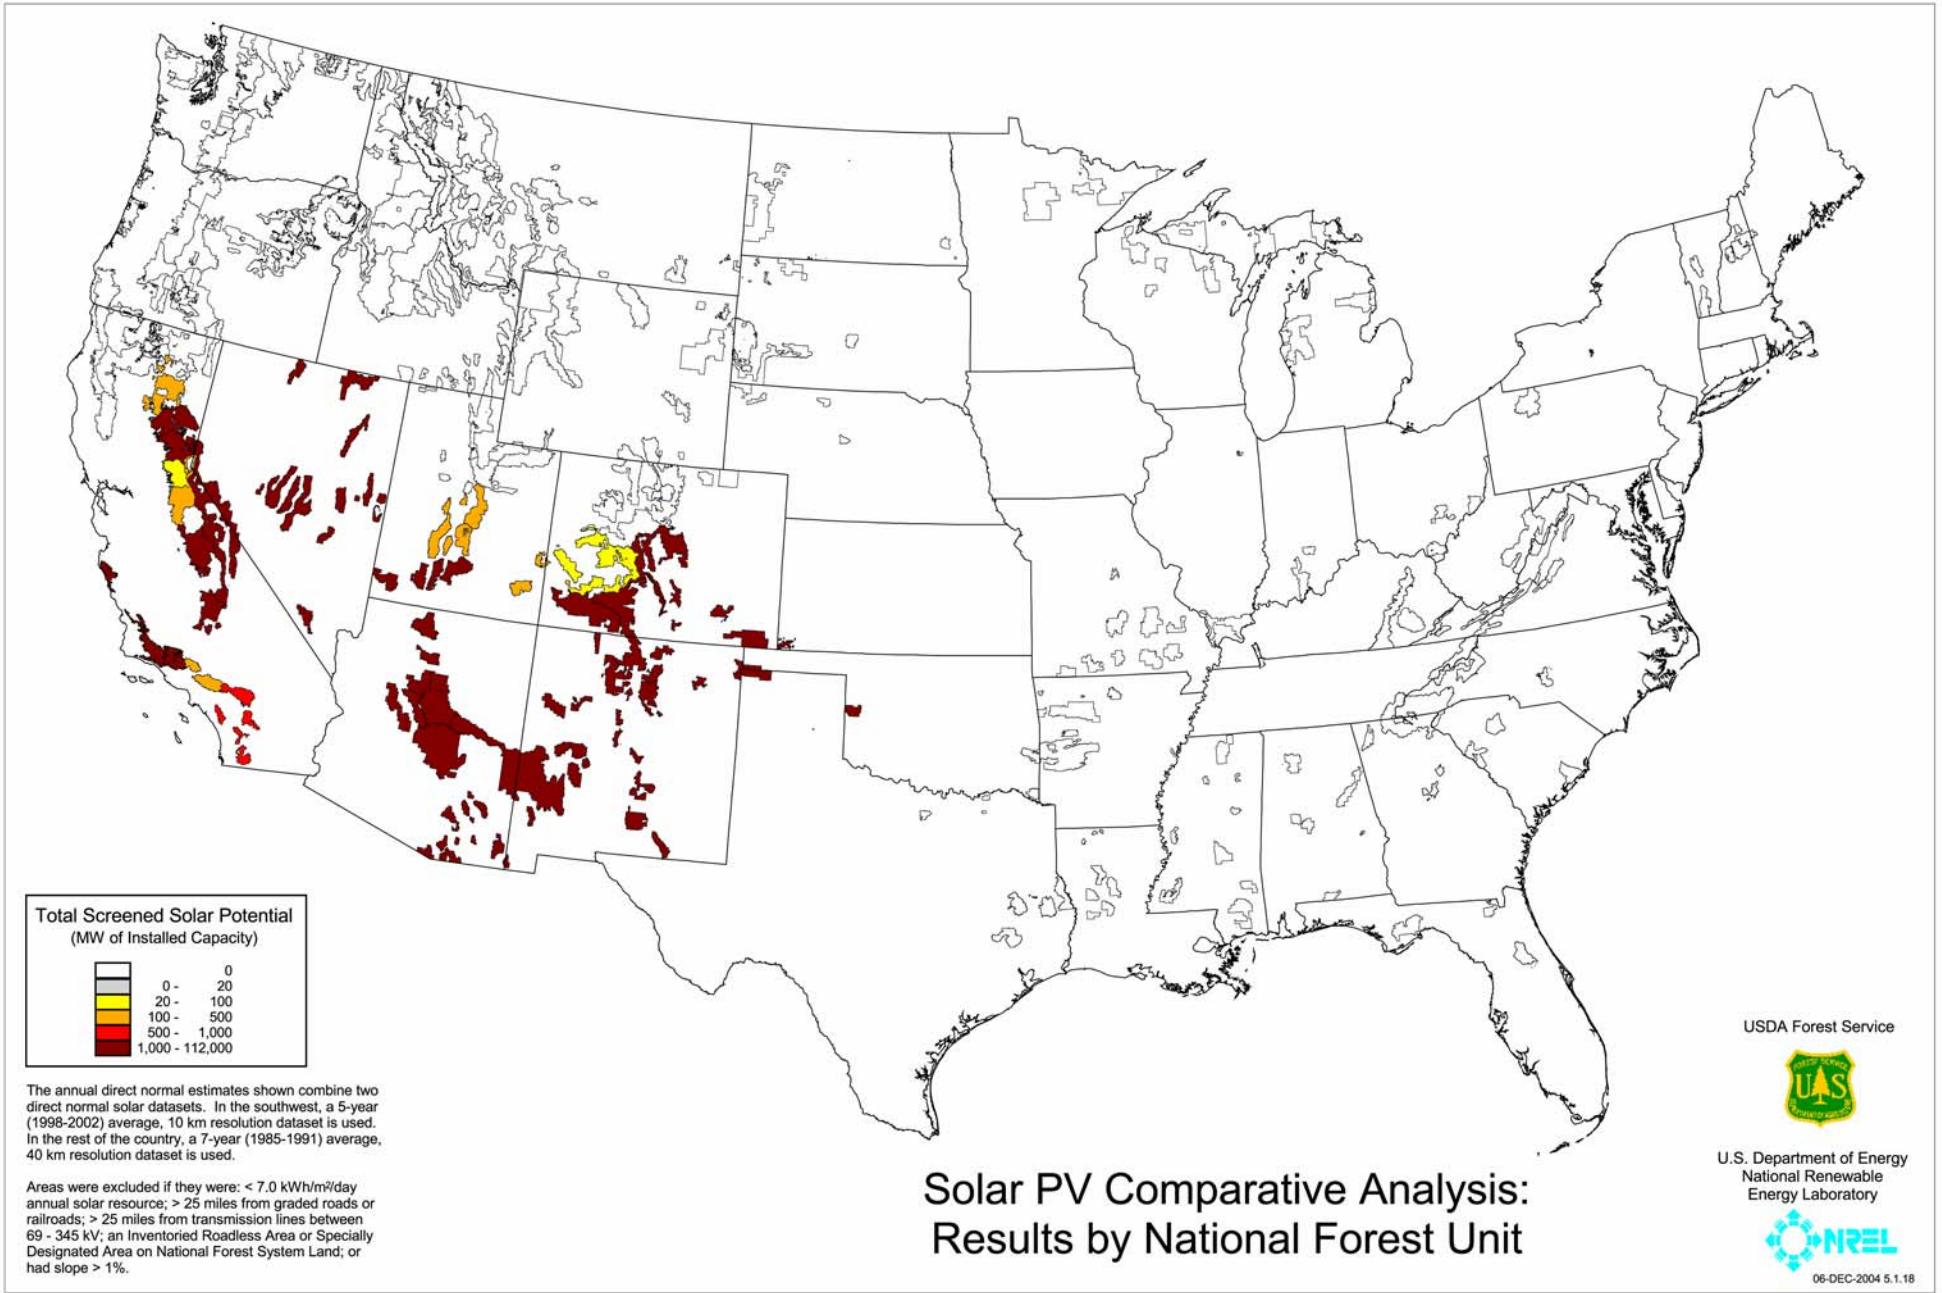 Total Screened Solar Potential
(MW of Installed Capacity)
0
0 - 20
20 - 100
100 - 500
500 - 1,000
1,000 - 112,000
The annual direct normal estimates shown combine two
direct normal solar datasets. In the southwest, a 5-year
(1998-2002) average, 10 km resolution dataset is used.
In the rest of the country, a 7-year (1985-1991) average,
40 km resolution dataset is used.
Areas were excluded if they were: < 7.0 kWh/m²/day
annual solar resource; > 25 miles from graded roads or
railroads; > 25 miles from transmission lines between
69 - 345 kV; an Inventoried Roadless Area or Specially
Designated Area on National Forest System Land; or
had slope > 1%.
Solar PV Comparative Analysis:
Results by National Forest Unit
USDA Forest Service
FOREST SERVICE
U S
DEPARTMENT OF AGRICULTURE
U.S. Department of Energy
National Renewable
Energy Laboratory
NREL
06-DEC-2004 5.1.18